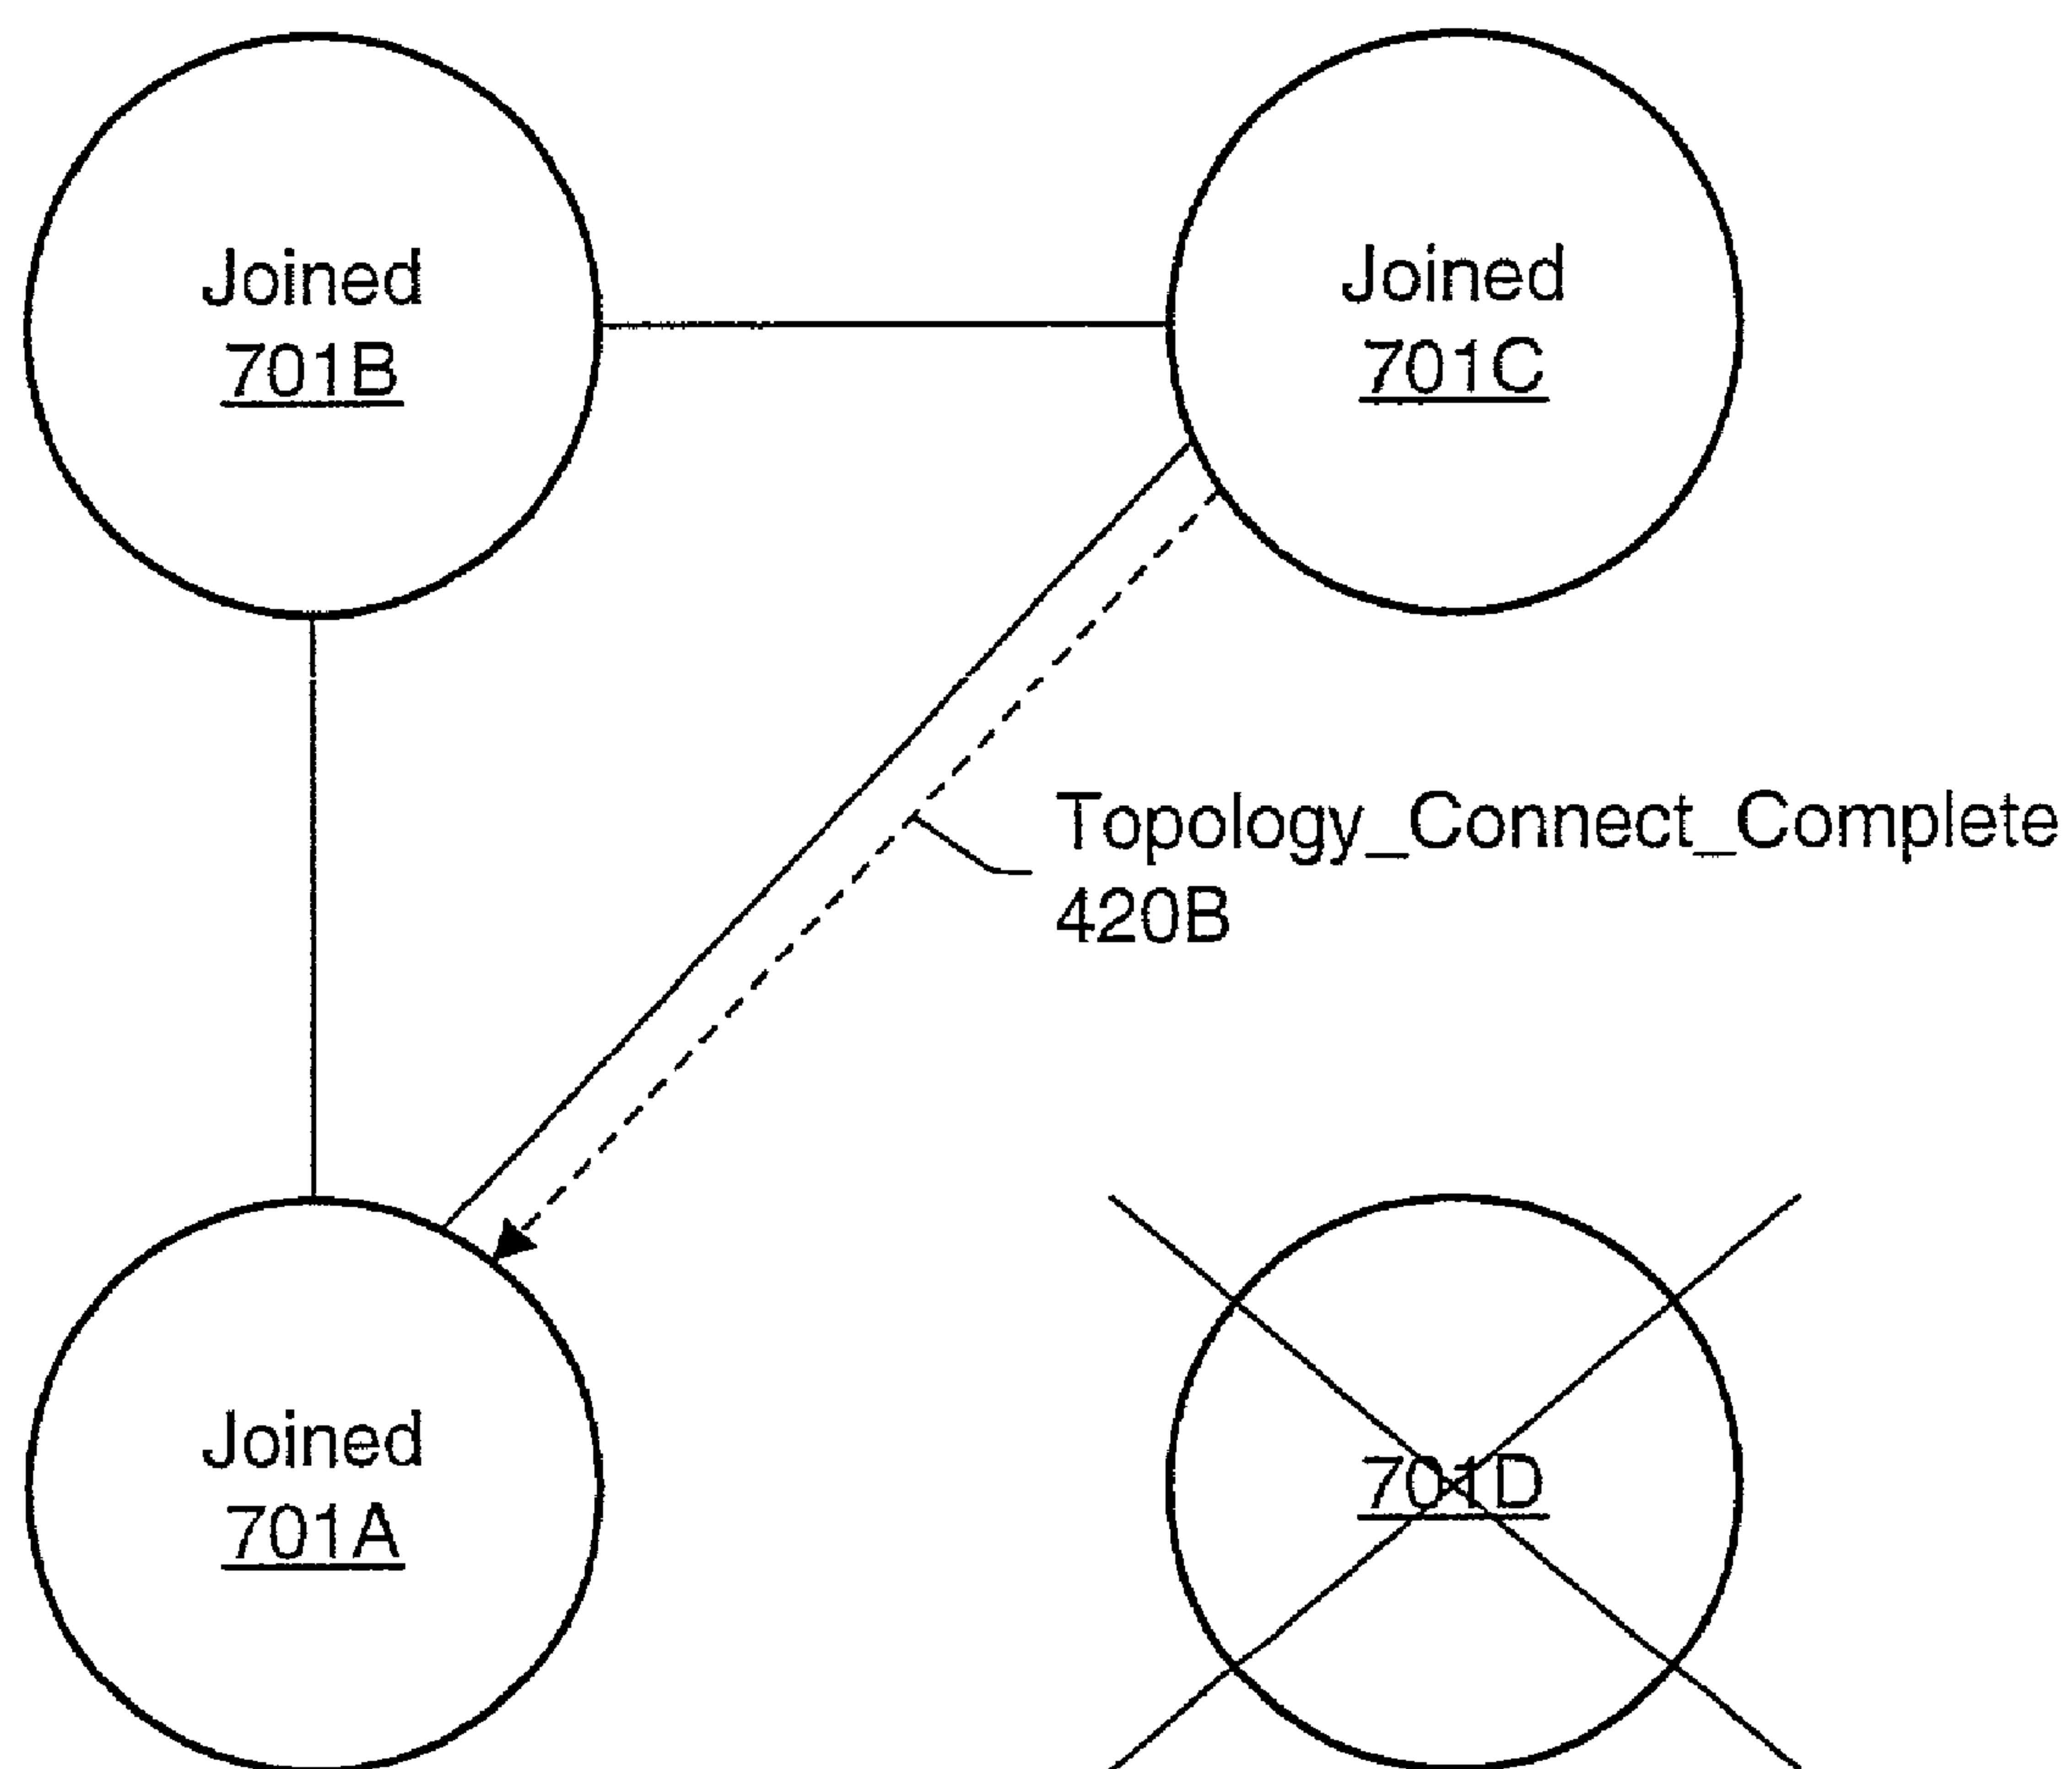 Joined
701B
Joined
701C
Topology_Connect_Complete
420B
Joined
701A
701D